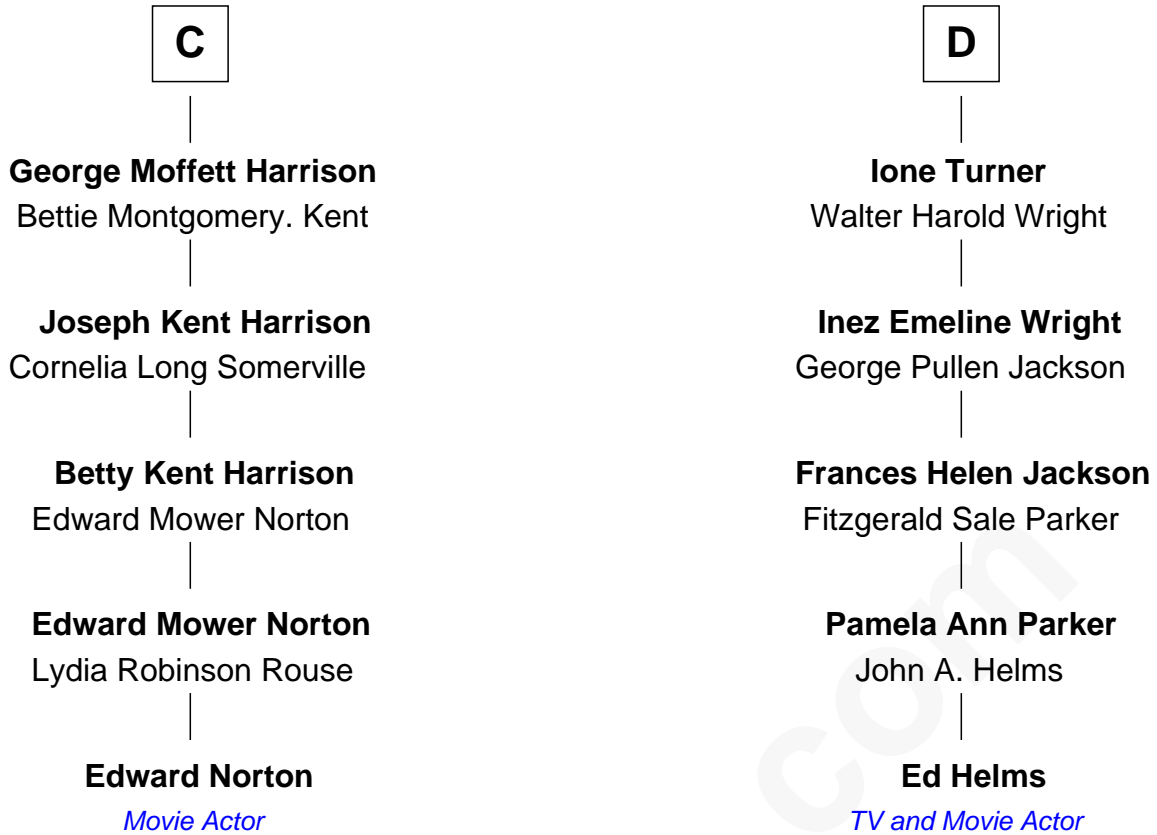 C
George Moffett Harrison
Bettie Montgomery. Kent
Joseph Kent Harrison
Cornelia Long Somerville
Betty Kent Harrison
Edward Mower Norton
Edward Mower Norton
Lydia Robinson Rouse
Edward Norton
Movie Actor
D
Ione Turner
Walter Harold Wright
Inez Emeline Wright
George Pullen Jackson
Frances Helen Jackson
Fitzgerald Sale Parker
Pamela Ann Parker
John A. Helms
Ed Helms
TV and Movie Actor
com